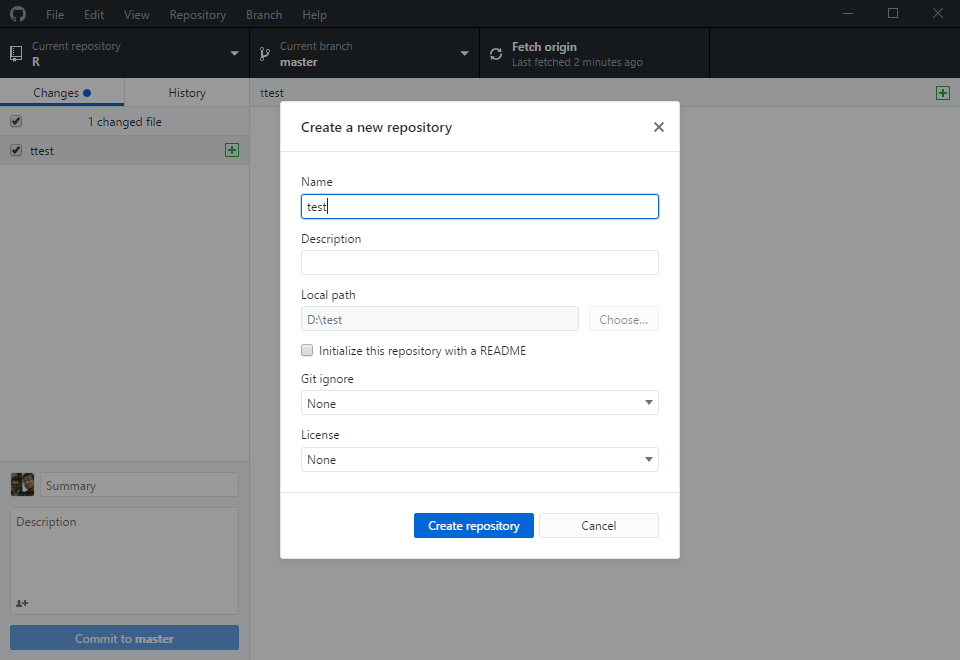 File Edit View Repository Branch Help
Current repository
R
Current branch
master
Fetch origin
Last fetched 2 minutes ago
Changes
History
ttest
1 changed file
ttest
Create a new repository
Name
test
Description
Local path
D:\test
Choose...
Initialize this repository with a README
Git ignore
None
License
None
Create repository
Cancel
Summary
Description
Commit to master